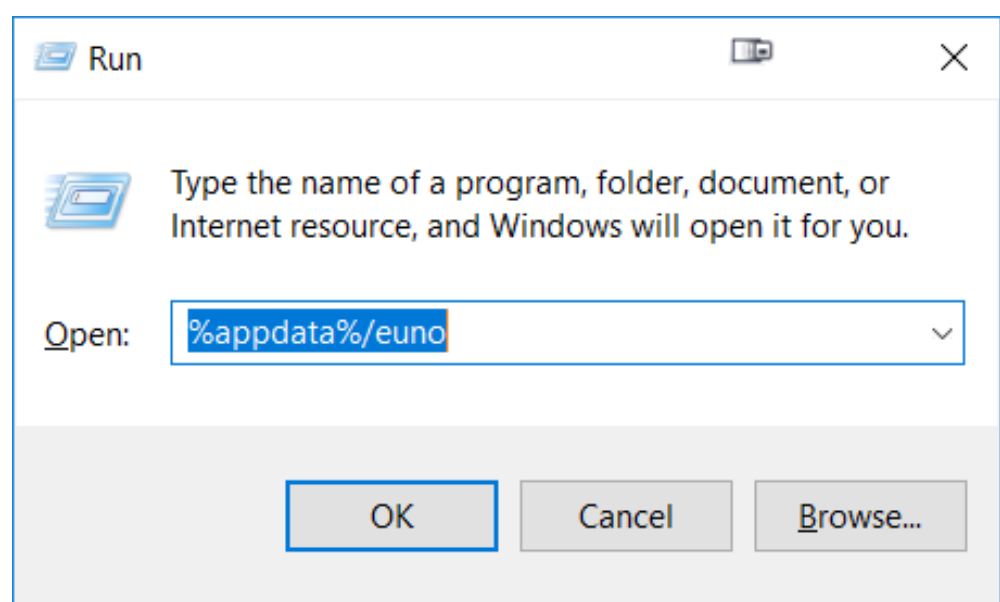 Run
Type the name of a program, folder, document, or
Internet resource, and Windows will open it for you.
Open: %appdata%/euno
OK Cancel Browse...